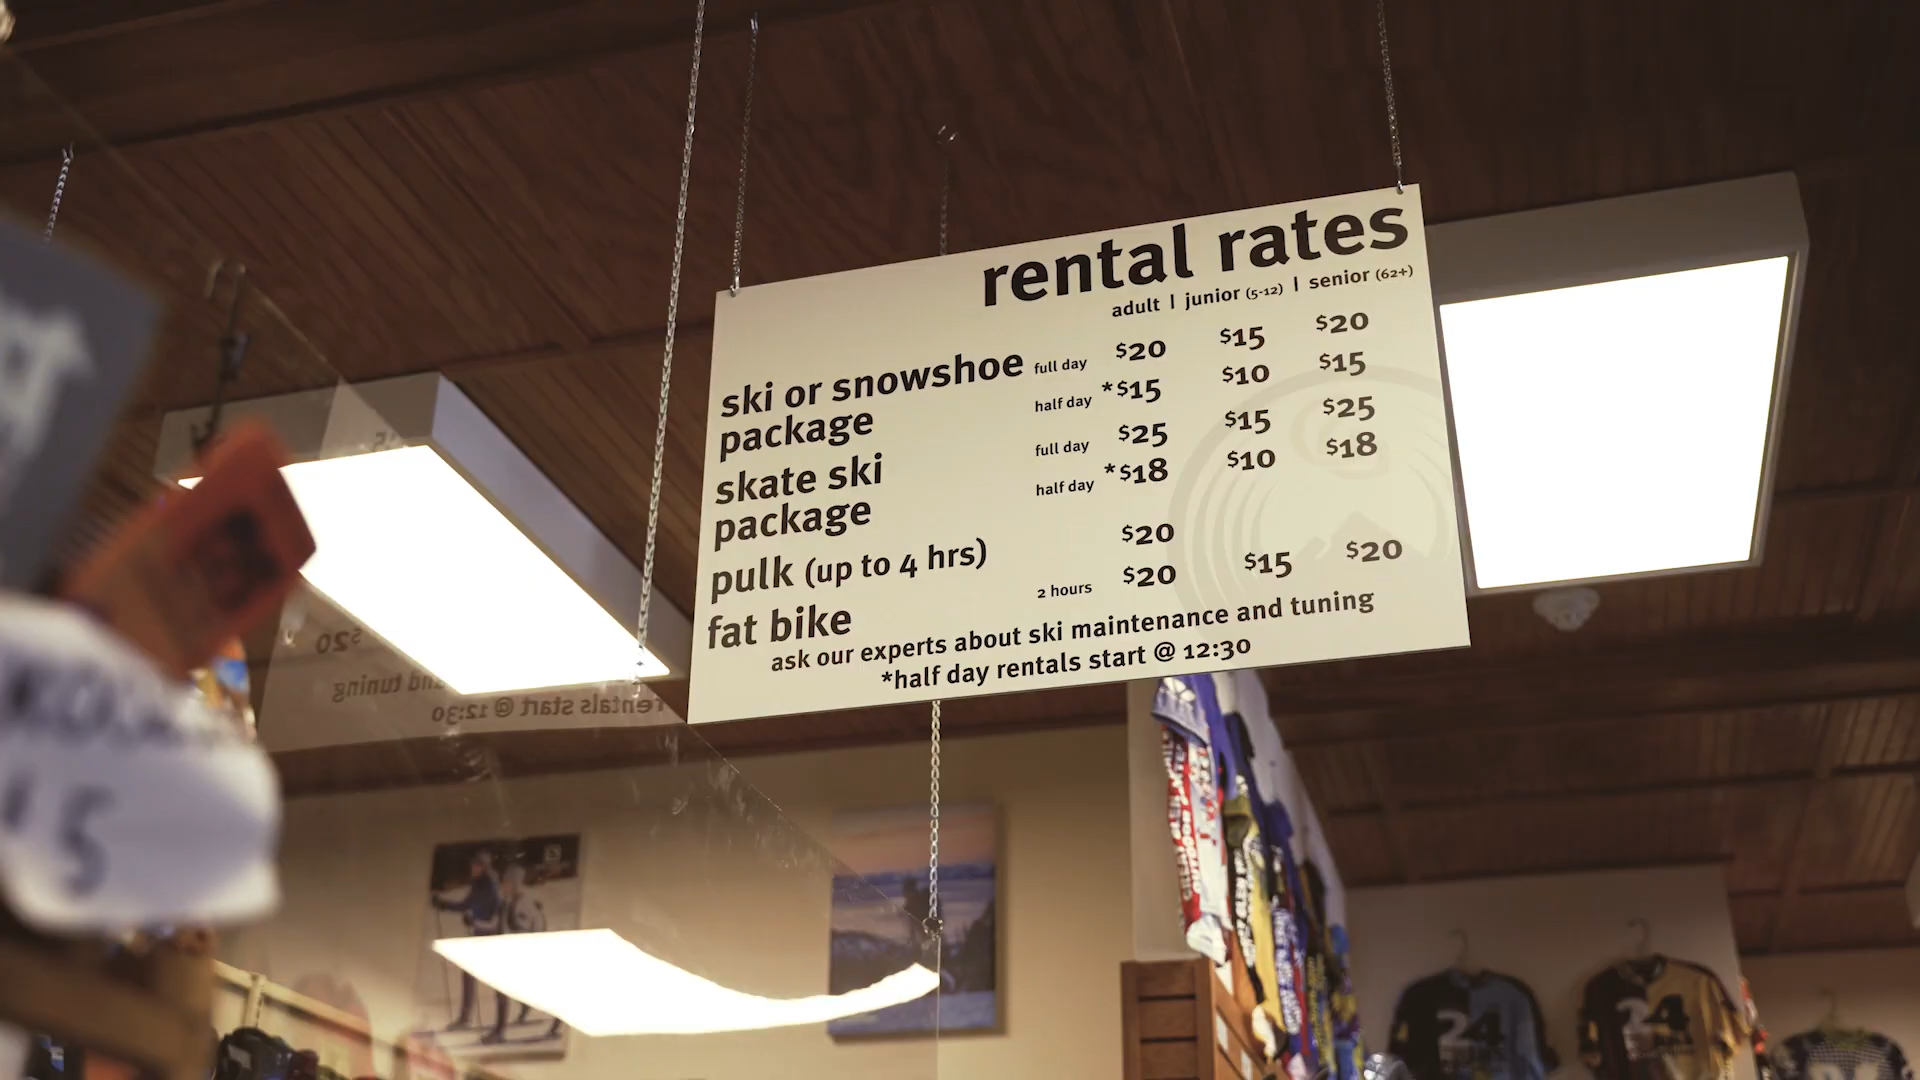 rental rates
adult | junior (5-12) | senior (62+)
ski or snowshoe package
full day $20 $15 $20
half day *$15 $10 $15
skate ski package
full day $25 $15 $25
half day *$18 $10 $18
pulk (up to 4 hrs) $20
fat bike 2 hours $20 $15 $20
ask our experts about ski maintenance and tuning
*half day rentals start @ 12:30
24
24